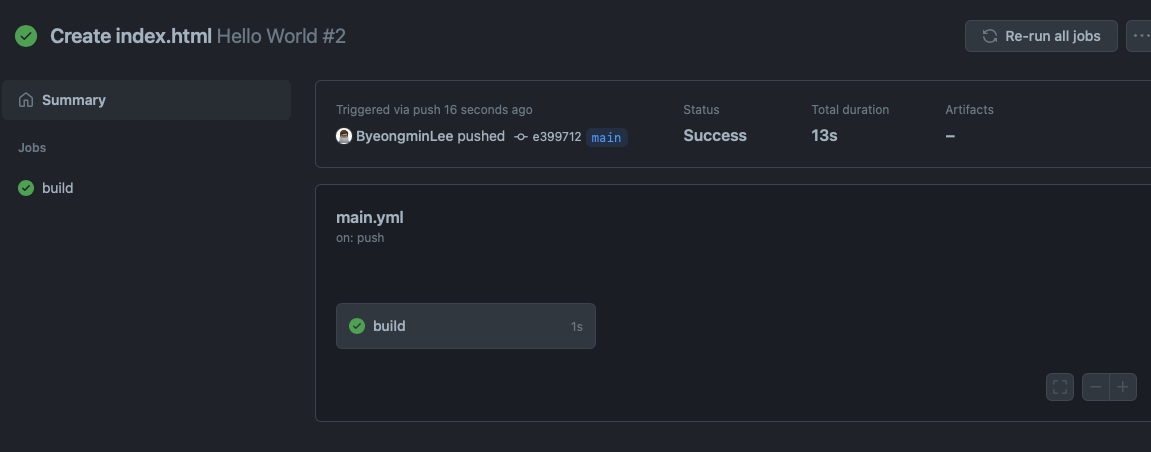 Create index.html Hello World #2
Re-run all jobs
Summary
Jobs
build
Triggered via push 16 seconds ago
ByeongminLee pushed e399712 main
Status
Success
Total duration
13s
Artifacts
–
main.yml
on: push
build 1s